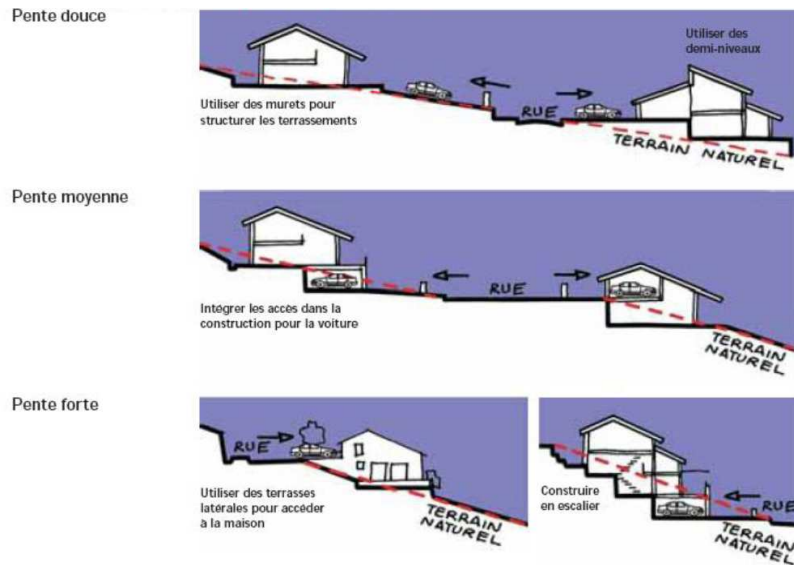 Pente douce
Utiliser des
demi-niveaux
Utiliser des murets pour
structurer les terrassements
RUE
TERRAIN NATUREL
Pente moyenne
RUE
Intégrer les accès dans la
construction pour la voiture
TERRAIN
NATUREL
Pente forte
RUE
Utiliser des terrasses
latérales pour accéder
à la maison
TERRAIN
NATUREL
Construire
en escalier
RUE
TERRAIN
NATUREL